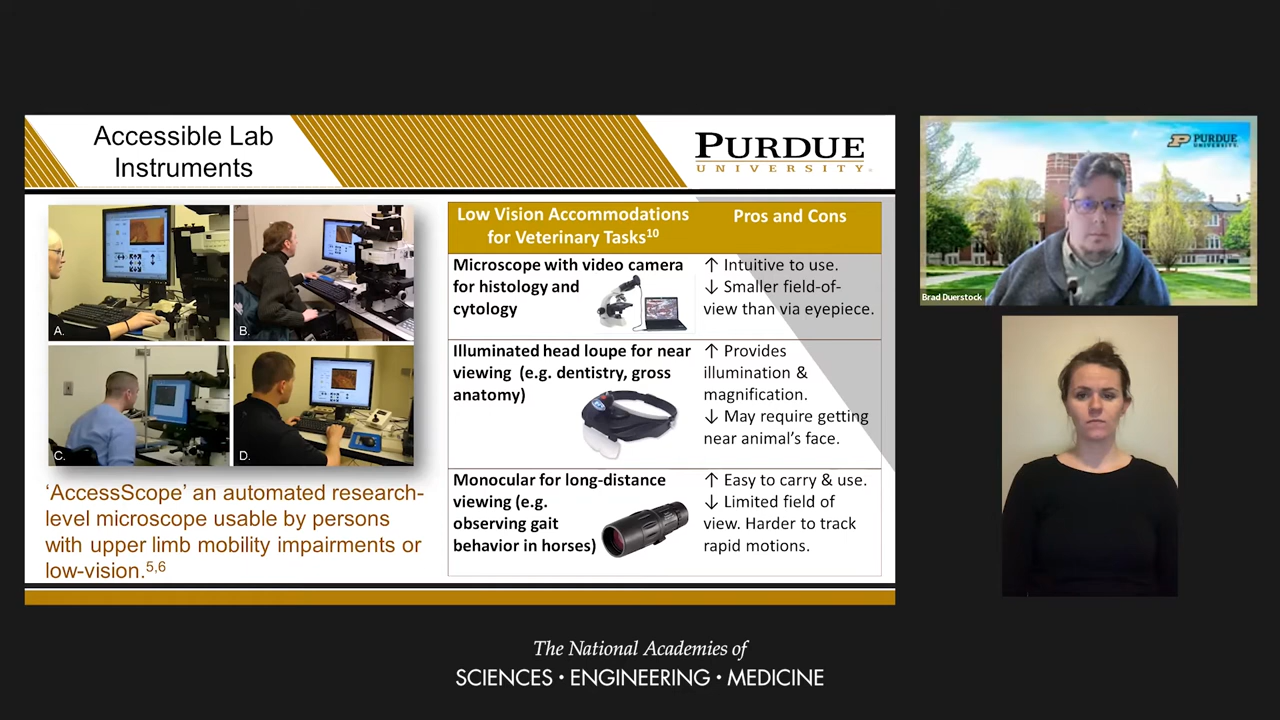 Accessible Lab
Instruments
PURDUE
UNIVERSITY.
A.
B.
C.
D.
'AccessScope' an automated research-
level microscope usable by persons
with upper limb mobility impairments or
low-vision.5,6
Low Vision Accommodations
for Veterinary Tasks10
Pros and Cons
Microscope with video camera
for histology and
cytology
↑ Intuitive to use.
↓ Smaller field-of-
view than via eyepiece.
Illuminated head loupe for near
viewing (e.g. dentistry, gross
anatomy)
↑ Provides
illumination &
magnification.
↓ May require getting
near animal's face.
Monocular for long-distance
viewing (e.g.
observing gait
behavior in horses)
↑ Easy to carry & use.
↓ Limited field of
view. Harder to track
rapid motions.
P PURDUE
UNIVERSITY.
Brad Duerstock
The National Academies of
SCIENCES · ENGINEERING · MEDICINE